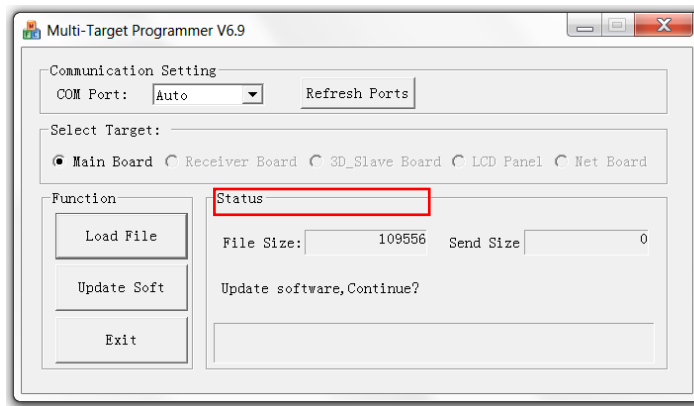 Multi-Target Programmer V6.9
Communication Setting
COM Port: Auto Refresh Ports
Select Target:
Main Board Receiver Board 3D_Slave Board LCD Panel Net Board
Function
Load File
Update Soft
Exit
Status
File Size: 109556 Send Size 0
Update software,Continue?